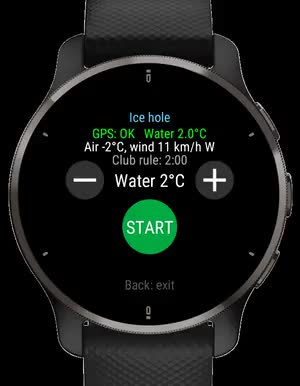 Ice hole
GPS: OK Water 2.0°C
Air -2°C, wind 11 km/h W
Club rule: 2:00
− Water 2°C +
START
Back: exit